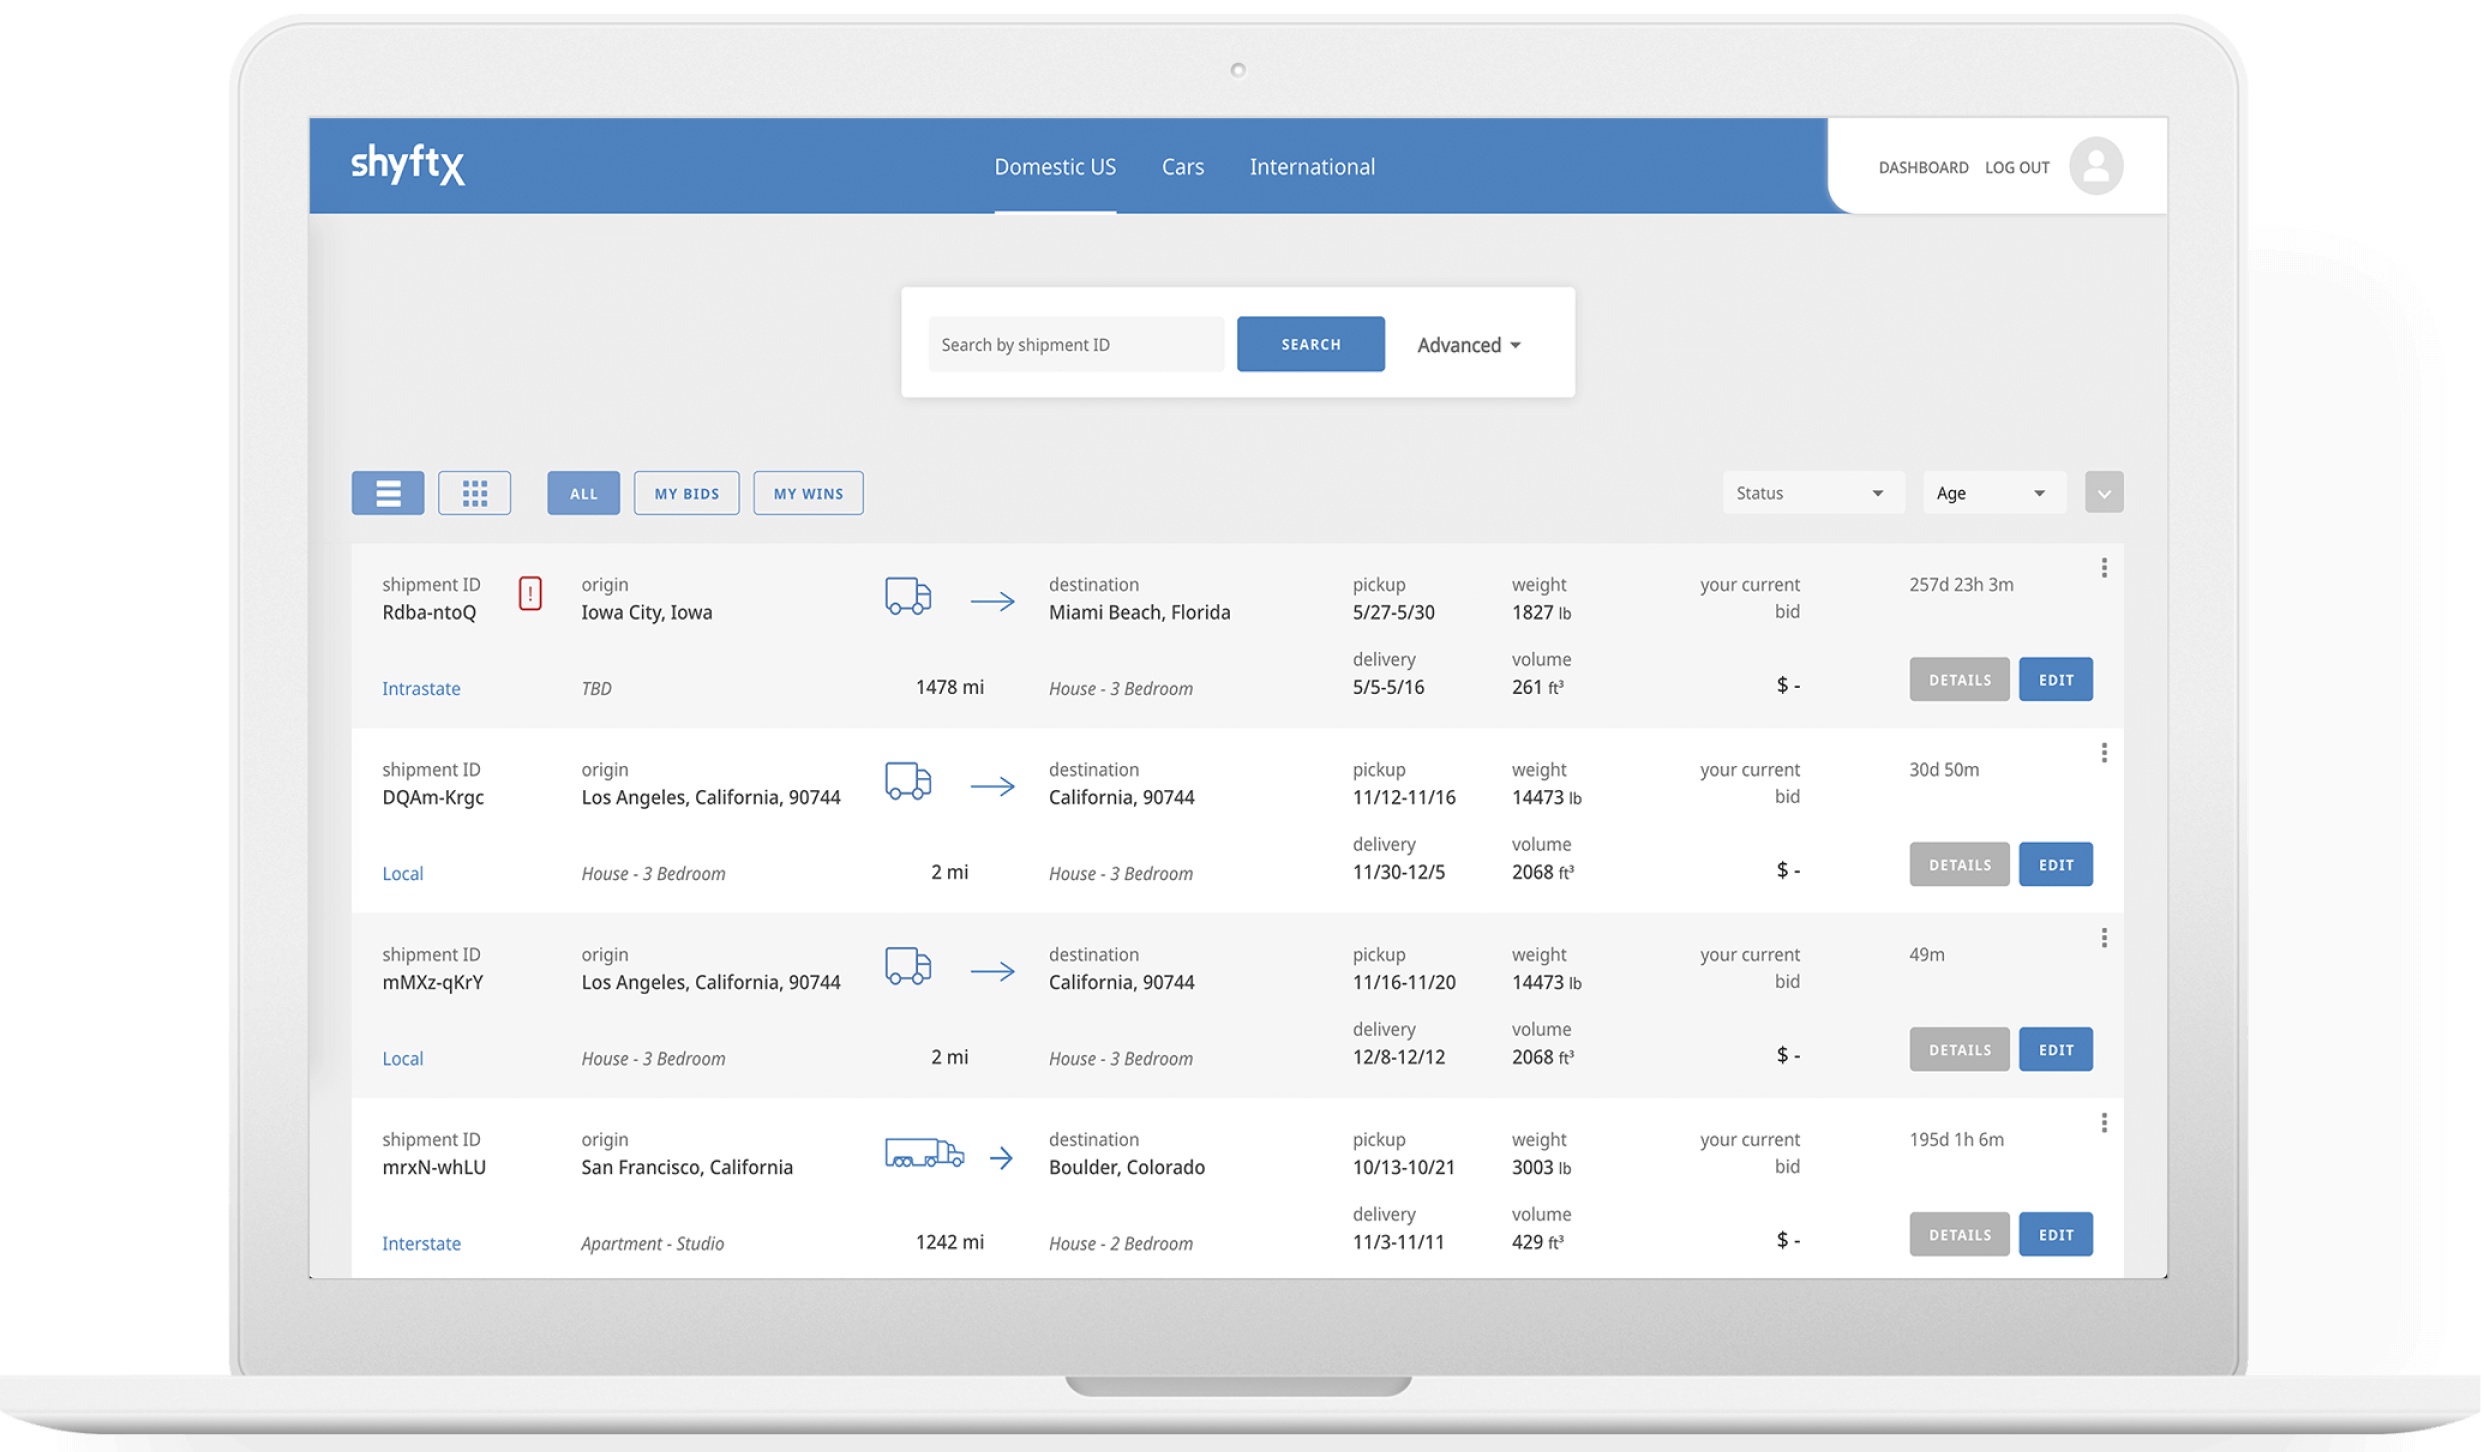 shyftx
Domestic US Cars International
DASHBOARD LOG OUT
Search by shipment ID SEARCH Advanced
ALL MY BIDS MY WINS Status Age
shipment ID ! origin destination pickup weight your current 257d 23h 3m
Rdba-ntoQ Iowa City, Iowa Miami Beach, Florida 5/27-5/30 1827 lb bid
delivery volume
Intrastate TBD 1478 mi House - 3 Bedroom 5/5-5/16 261 ft³ $ - DETAILS EDIT
shipment ID origin destination pickup weight your current 30d 50m
DQAm-Krgc Los Angeles, California, 90744 California, 90744 11/12-11/16 14473 lb bid
delivery volume
Local House - 3 Bedroom 2 mi House - 3 Bedroom 11/30-12/5 2068 ft³ $ - DETAILS EDIT
shipment ID origin destination pickup weight your current 49m
mMXz-qKrY Los Angeles, California, 90744 California, 90744 11/16-11/20 14473 lb bid
delivery volume
Local House - 3 Bedroom 2 mi House - 3 Bedroom 12/8-12/12 2068 ft³ $ - DETAILS EDIT
shipment ID origin destination pickup weight your current 195d 1h 6m
mrxN-whLU San Francisco, California Boulder, Colorado 10/13-10/21 3003 lb bid
delivery volume
Interstate Apartment - Studio 1242 mi House - 2 Bedroom 11/3-11/11 429 ft³ $ - DETAILS EDIT